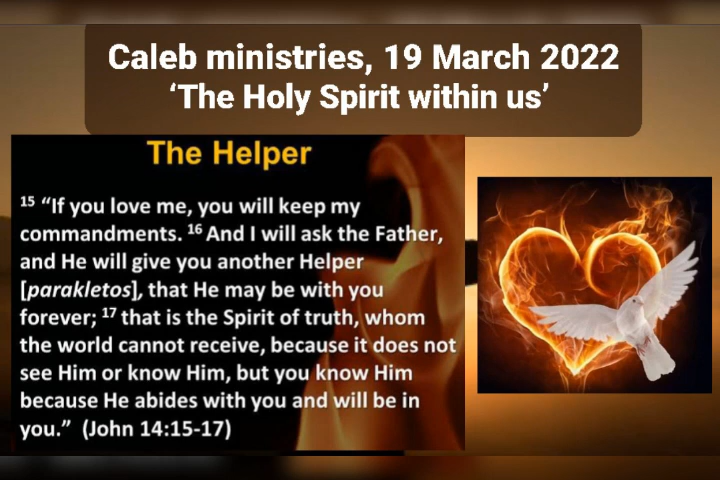 Caleb ministries, 19 March 2022
‘The Holy Spirit within us’
The Helper
15 “If you love me, you will keep my
commandments. 16 And I will ask the Father,
and He will give you another Helper
[parakletos], that He may be with you
forever; 17 that is the Spirit of truth, whom
the world cannot receive, because it does not
see Him or know Him, but you know Him
because He abides with you and will be in
you.” (John 14:15-17)